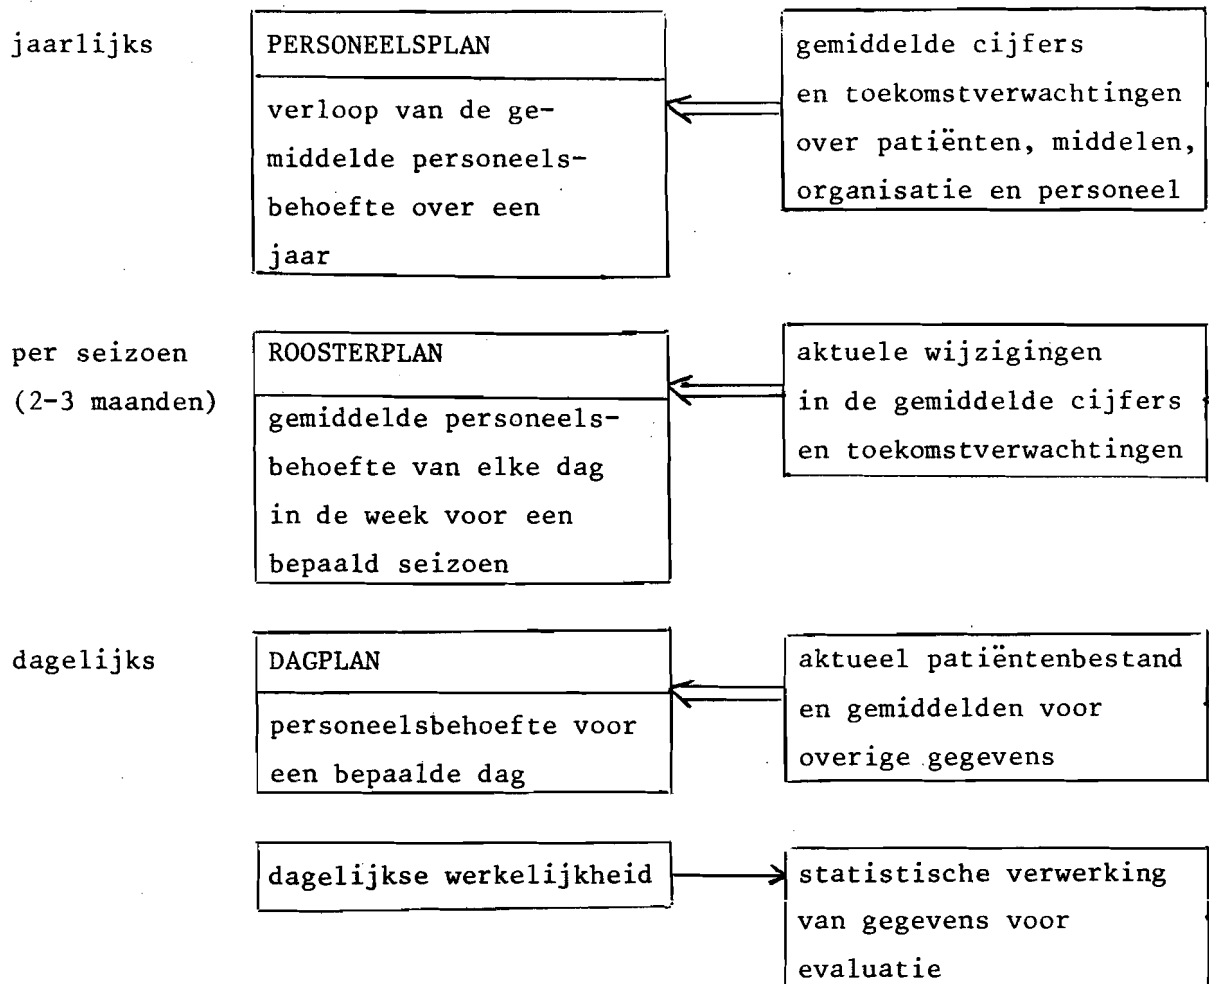 jaarlijks
PERSONEELSPLAN
verloop van de ge-
middelde personeels-
behoefte over een
jaar
gemiddelde cijfers
en toekomstverwachtingen
over patiënten, middelen,
organisatie en personeel
per seizoen
(2-3 maanden)
ROOSTERPLAN
gemiddelde personeels-
behoefte van elke dag
in de week voor een
bepaald seizoen
aktuele wijzigingen
in de gemiddelde cijfers
en toekomstverwachtingen
dagelijks
DAGPLAN
personeelsbehoefte voor
een bepaalde dag
aktueel patiëntenbestand
en gemiddelden voor
overige gegevens
dagelijkse werkelijkheid
statistische verwerking
van gegevens voor
evaluatie